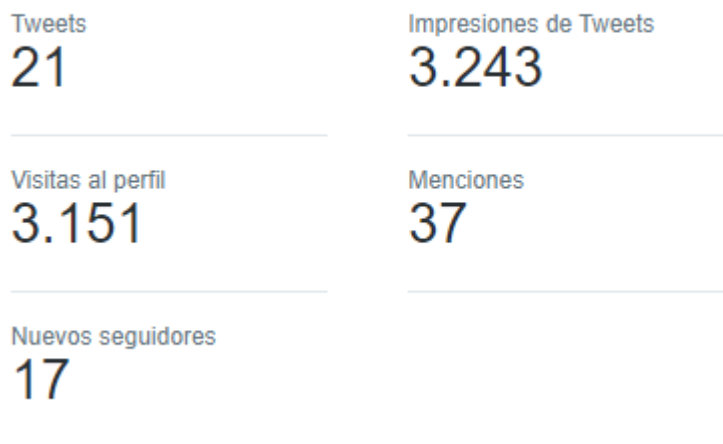 Tweets
21
Impresiones de Tweets
3.243
Visitas al perfil
3.151
Menciones
37
Nuevos seguidores
17